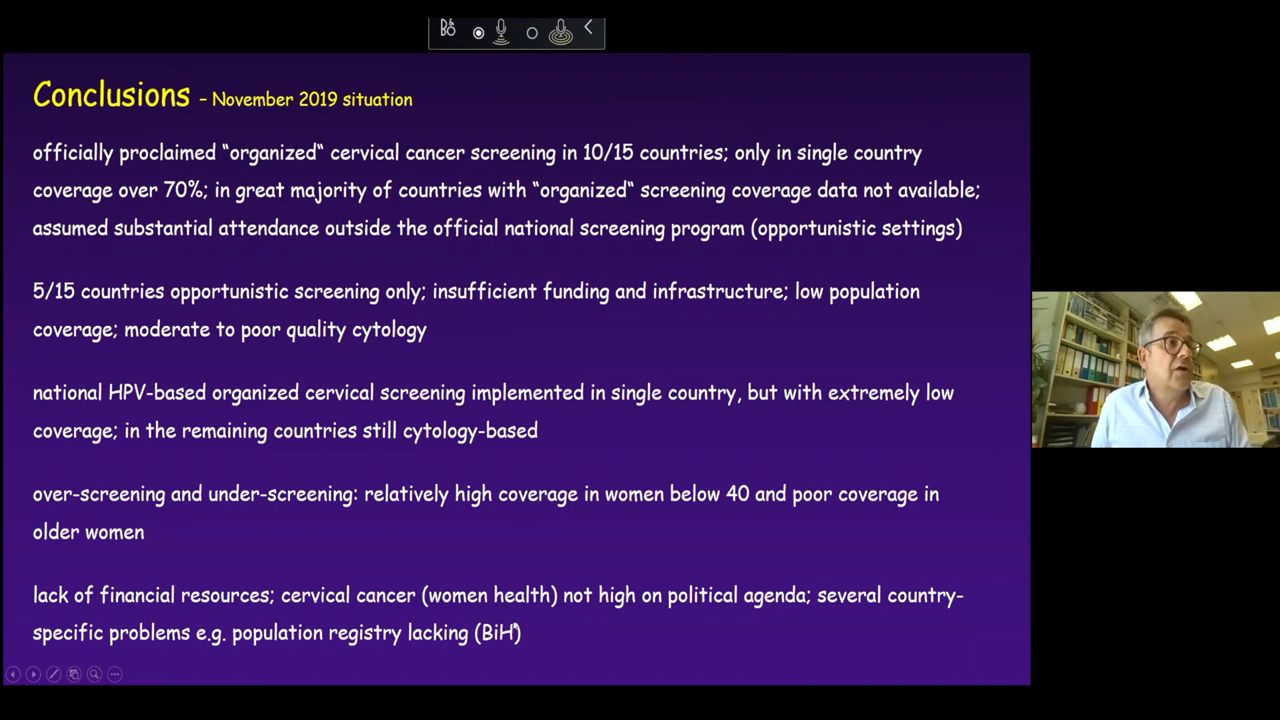 B&O
Conclusions – November 2019 situation
officially proclaimed “organized“ cervical cancer screening in 10/15 countries; only in single country
coverage over 70%; in great majority of countries with “organized“ screening coverage data not available;
assumed substantial attendance outside the official national screening program (opportunistic settings)
5/15 countries opportunistic screening only; insufficient funding and infrastructure; low population
coverage; moderate to poor quality cytology
national HPV-based organized cervical screening implemented in single country, but with extremely low
coverage; in the remaining countries still cytology-based
over-screening and under-screening: relatively high coverage in women below 40 and poor coverage in
older women
lack of financial resources; cervical cancer (women health) not high on political agenda; several country-
specific problems e.g. population registry lacking (BiH)